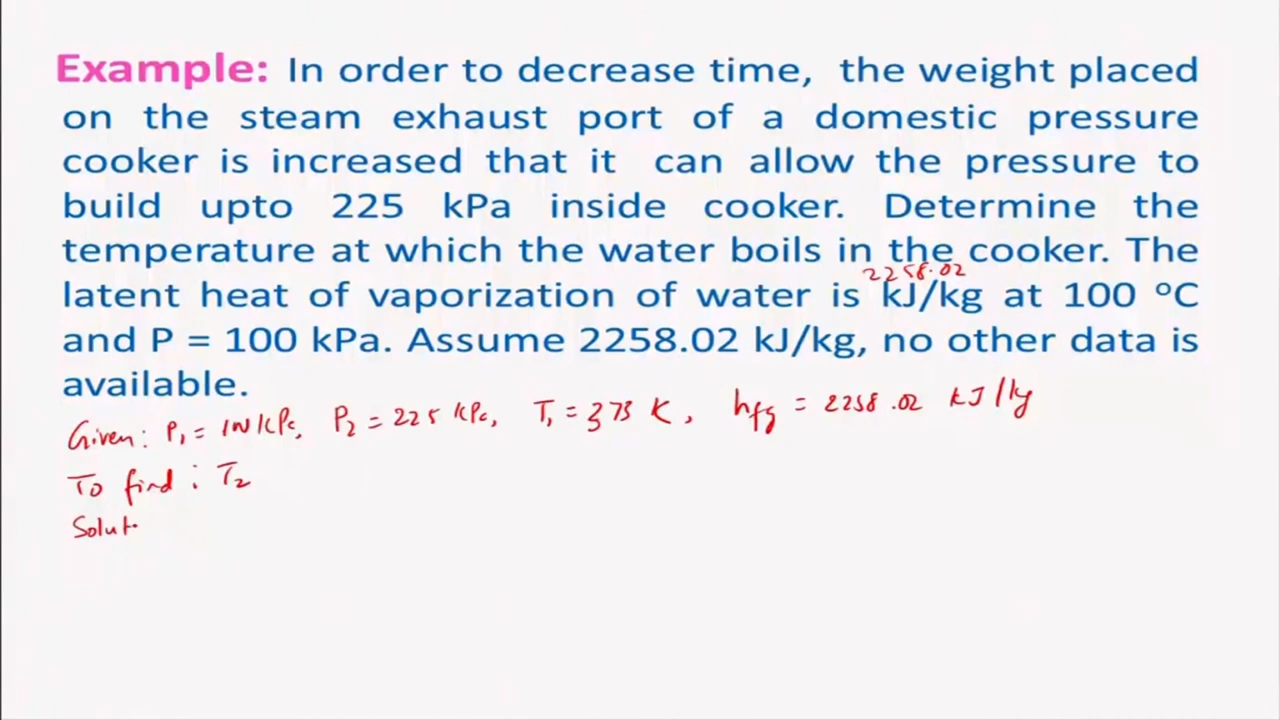 Example: In order to decrease time, the weight placed
on the steam exhaust port of a domestic pressure
cooker is increased that it can allow the pressure to
build upto 225 kPa inside cooker. Determine the
temperature at which the water boils in the cooker. The
2258.02
latent heat of vaporization of water is kJ/kg at 100 °C
and P = 100 kPa. Assume 2258.02 kJ/kg, no other data is
available.
Given: P₁ = 100 kPa, P₂ = 225 kPa, T₁ = 373 K, hfg = 2258.02 kJ/kg
To find: T₂
Solut